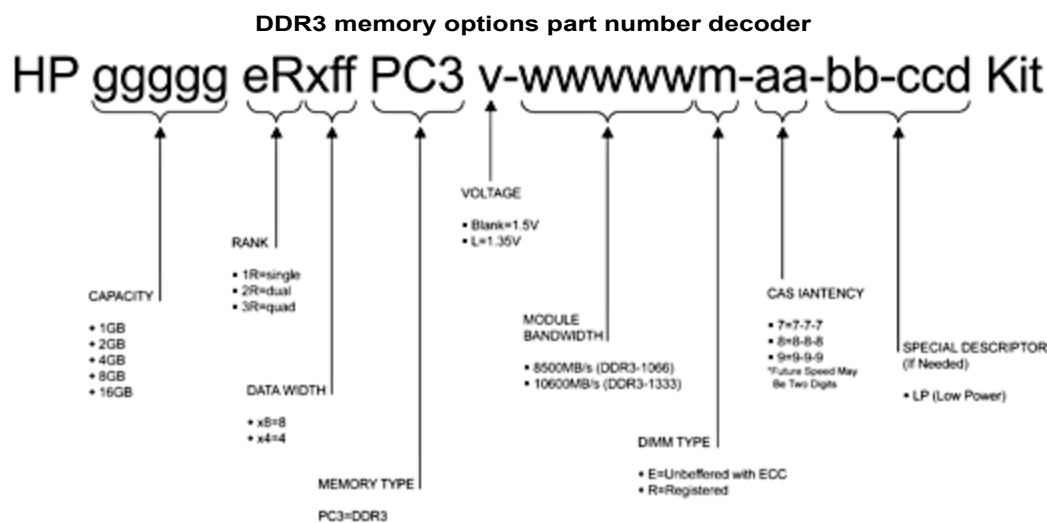 DDR3 memory options part number decoder
HP ggggg eRxff PC3 v-wwwwwm-aa-bb-ccd Kit
VOLTAGE
▪ Blank=1.5V
▪ L=1.35V
RANK
▪ 1R=single
▪ 2R=dual
▪ 3R=quad
CAPACITY
+ 1GB
+ 2GB
+ 4GB
+ 8GB
+ 16GB
CAS IANTENCY
▪ 7=7-7-7
▪ 8=8-8-8
▪ 9=9-9-9
*Future Speed May
Be Two Digits
MODULE
BANDWIDTH
▪ 8500MB/s (DDR3-1066)
▪ 10600MB/s (DDR3-1333)
SPECIAL DESCRIPTOR
(If Needed)
• LP (Low Power)
DATA WIDTH
+ x8=8
+ x4=4
DIMM TYPE
▪ E=Unbeffered with ECC
▪ R=Registered
MEMORY TYPE
PC3=DDR3